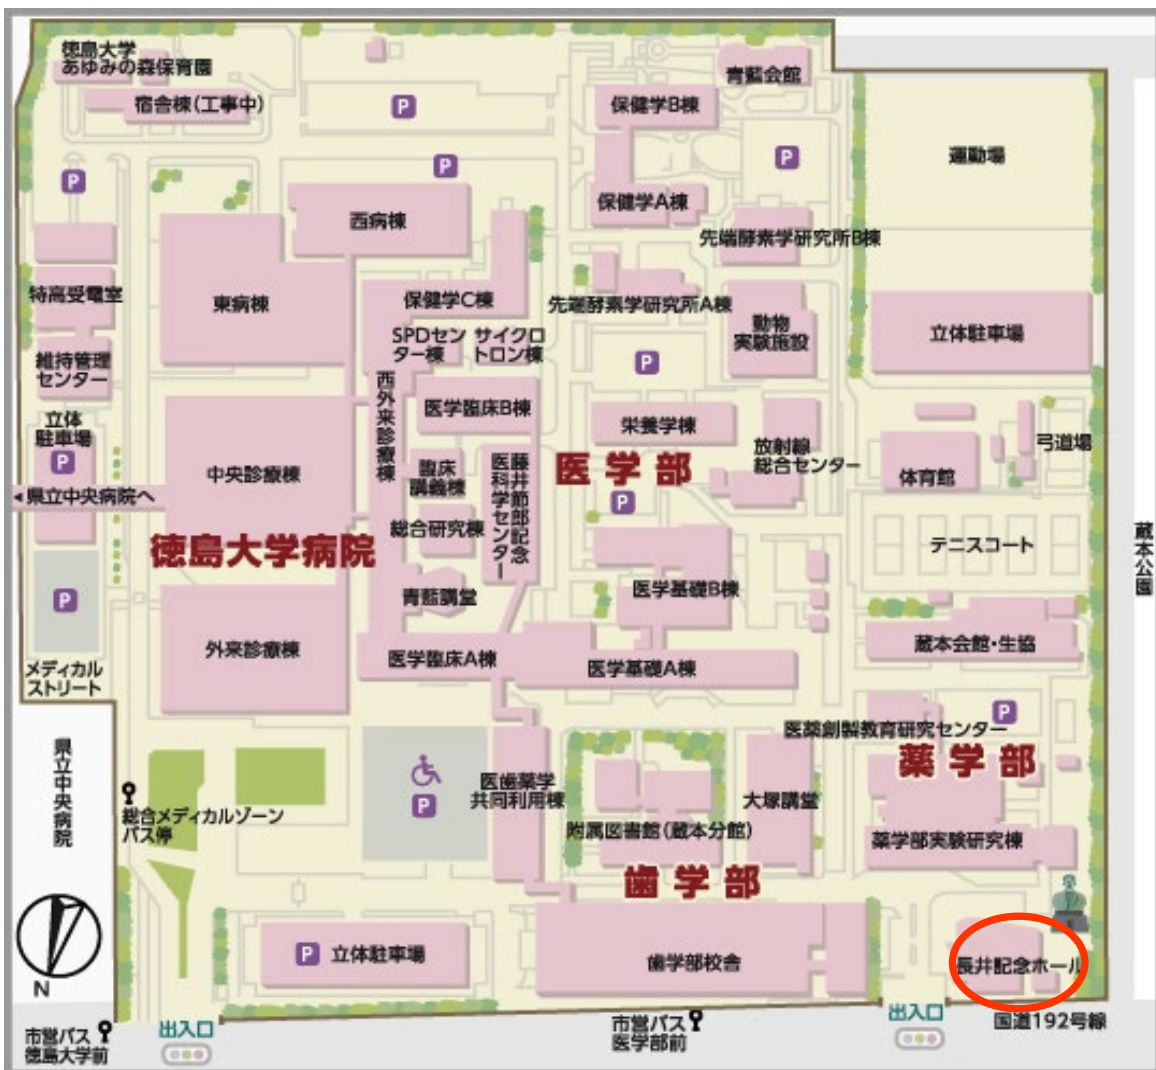 徳島大学
あゆみの森保育園
宿舎棟(工事中)
P
P
P
青藍会館
保健学B棟
P
運動場
保健学A棟
西病棟
先端酵素学研究所B棟
特高受電室
東病棟
保健学C棟
先端酵素学研究所A棟
動物
実験施設
立体駐車場
SPDセン
ター棟
サイクロ
トロン棟
維持管理
センター
P
西外来診療棟
医学臨床B棟
栄養学棟
立体
駐車場
P
放射線
総合センター
弓道場
体育館
中央診療棟
臨床
講義棟
藤井節郎記念
医科学センター
医学部
P
◂県立中央病院へ
総合研究棟
徳島大学病院
テニスコート
蔵本公園
P
青藍講堂
医学基礎B棟
外来診療棟
医学臨床A棟
医学基礎A棟
蔵本会館・生協
メディカル
ストリート
医薬創製教育研究センター
P
薬学部
県立中央病院
総合メディカルゾーン
バス停
P
医歯薬学
共同利用棟
大塚講堂
附属図書館(蔵本分館)
薬学部実験研究棟
歯学部
N
P
立体駐車場
歯学部校舎
長井記念ホール
市営バス
徳島大学前
出入口
市営バス
医学部前
出入口
国道192号線